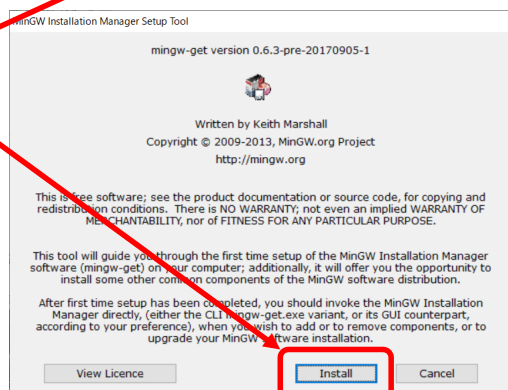 MinGW Installation Manager Setup Tool
mingw-get version 0.6.3-pre-20170905-1
Written by Keith Marshall
Copyright © 2009-2013, MinGW.org Project
http://mingw.org
This is free software; see the product documentation or source code, for copying and
redistribution conditions. There is NO WARRANTY; not even an implied WARRANTY OF
MERCHANTABILITY, nor of FITNESS FOR ANY PARTICULAR PURPOSE.
This tool will guide you through the first time setup of the MinGW Installation Manager
software (mingw-get) on your computer; additionally, it will offer you the opportunity to
install some other common components of the MinGW software distribution.
After first time setup has been completed, you should invoke the MinGW Installation
Manager directly, (either the CLI mingw-get.exe variant, or its GUI counterpart,
according to your preference), when you wish to add or to remove components, or to
upgrade your MinGW software installation.
View Licence
Install
Cancel